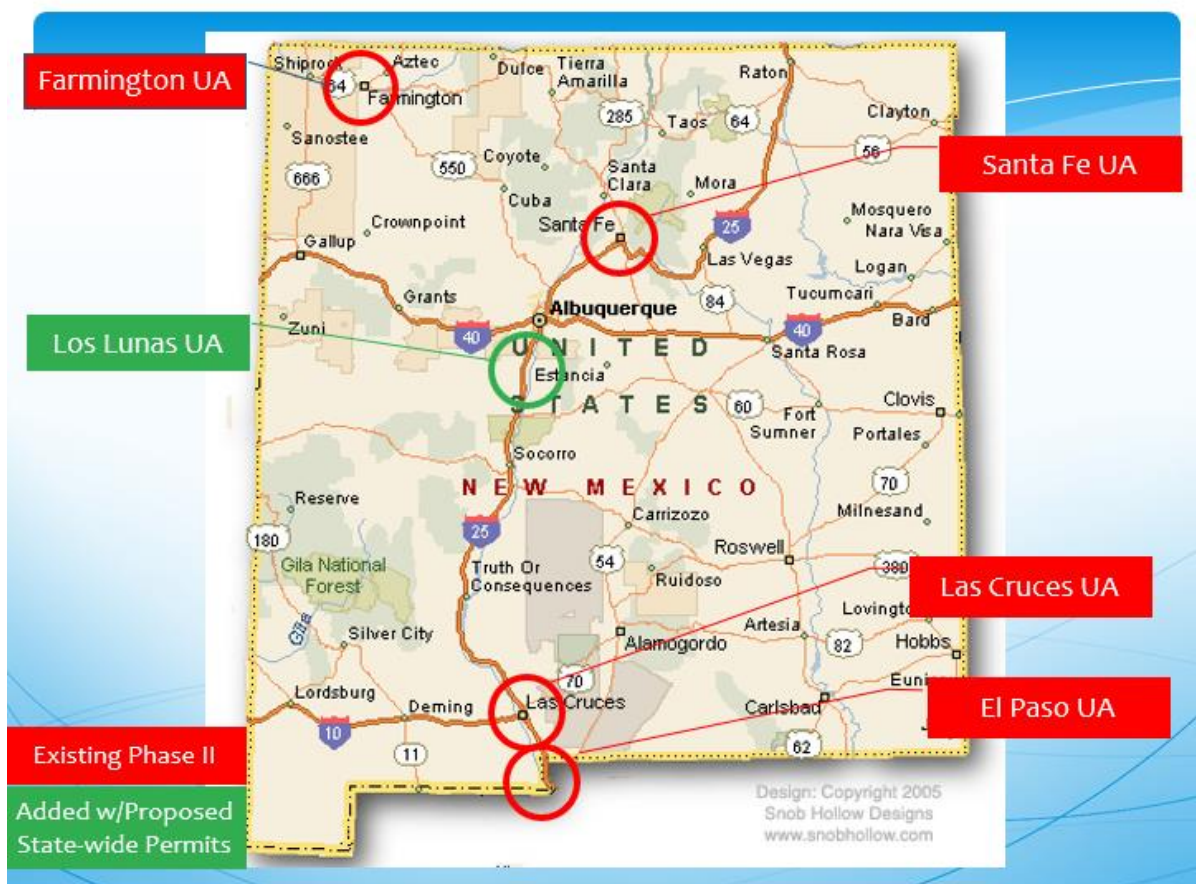 Farmington UA
Santa Fe UA
Los Lunas UA
Las Cruces UA
El Paso UA
Existing Phase II
Added w/Proposed
State-wide Permits
Shiprock
Aztec
64
Farmington
Dulce
Tierra
Amarilla
Raton
Clayton
285
Taos
64
56
Sanostee
666
550
Coyote
Cuba
Santa
Clara
Mora
Mosquero
Nara Visa
Crownpoint
Santa Fe
25
Gallup
Las Vegas
Logan
Grants
84
Tucumcari
Albuquerque
Zuni
40
40
Bard
UNITED
Santa Rosa
Estancia
STATES
60
Fort
Sumner
Clovis
Portales
Socorro
NEW MEXICO
70
Reserve
Carrizozo
Milnesand
25
180
Roswell
Gila National
Forest
Truth Or
Consequences
54
Ruidoso
380
Gila
Silver City
Alamogordo
Artesia
82
Hobbs
70
Lordsburg
Deming
Las Cruces
Carlsbad
10
11
62
Design: Copyright 2005
Snob Hollow Designs
www.snobhollow.com